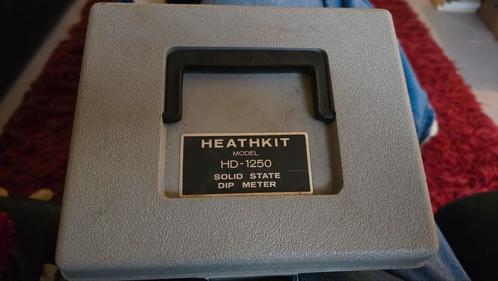 HEATHKIT
MODEL
HD-1250
SOLID STATE
DIP METER